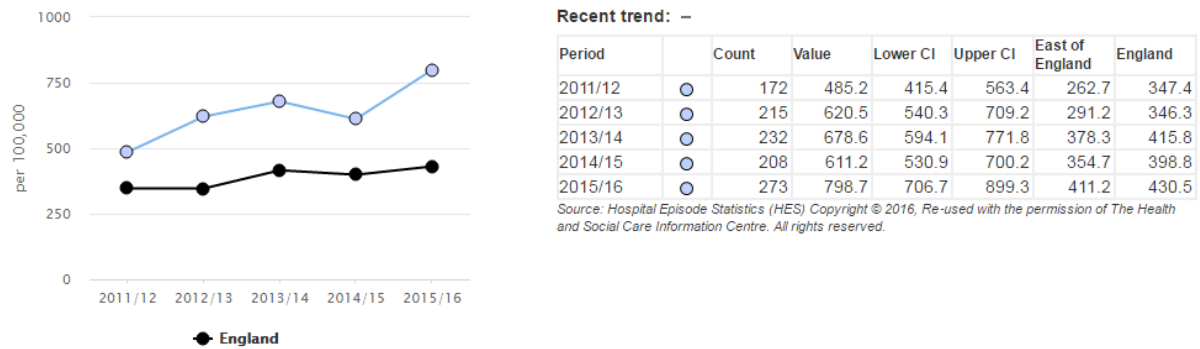 1000
750
500
250
0
per 100,000
2011/12 2012/13 2013/14 2014/15 2015/16
England
Recent trend: –
Period Count Value Lower CI Upper CI East of England England
2011/12 172 485.2 415.4 563.4 262.7 347.4
2012/13 215 620.5 540.3 709.2 291.2 346.3
2013/14 232 678.6 594.1 771.8 378.3 415.8
2014/15 208 611.2 530.9 700.2 354.7 398.8
2015/16 273 798.7 706.7 899.3 411.2 430.5
Source: Hospital Episode Statistics (HES) Copyright © 2016, Re-used with the permission of The Health
and Social Care Information Centre. All rights reserved.